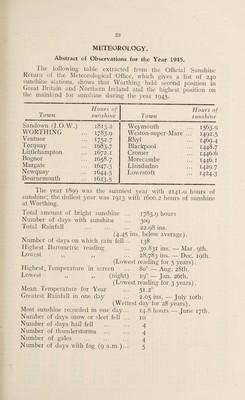 22
METEOROLOGY.
Abstract of Observations for the Year 1945.
The following table extracted from the Official Sunshine
Return of the Meteorological Office, which gives a list of 240
sunshine stations, shows that Worthing held second position in
Great Britain and Northern Ireland and the highest position on
the mainland for sunshine during the year 1945.
Town Hours of sunshine Town Hours of sunshine
Sandown (I.O.W.) 1813.2 Weymouth ... 1563.9
WORTHING 1785.9 Weston-super-Mare ... 1492.5
Ventnor 1752.7 Rhyl ... 1469.4
Torquay 1683.7 Blackpool ... 1448.7
Littlehampton 1672.1 Cromer ... 1446.6
Bognor 1658.7 Morecambe ... 1446.1
Margate 1647.3 Llandudno ... 1429.7
Newquay 1644.5 Lowestoft ... 1424.3
Bournemouth 1623.5
The year 1899 was the sunniest year with 2141.0 hours of
sunshine; the dullest year was 1913 with 1600.2 hours of sunshine
at Worthing.
Total amount of bright sunshine ... 1785.9 hours
Number of days with sunshine ... 309
Total Rainfall ... ... 22.98 ins.
(4.45 ins. below average).
Number of days on which rain fell... 138
Highest Barometric reading ... 30.831 ins. — Mar. 9th.
Lowest ,, ,, ... 28.783 ins. — Dec. 19th.
(Lowest reading for 3 years).
Highest Temperature in screen ... 80° — Aug. 28th.
Lowest ,, ,, (night) 19° — Jan. 26th.
(Lowest reading for 3 years).
Mean Temperature for Year ... 51.2°
Greatest Rainfall in one day ... 2.05 ins. — July 10th.
(Wettest day for 28 years).
Most sunshine recorded in one day... 14.8 hours — June 17th.
Number of days snow or sleet fell ... 10
Number of days hail fell ... ... 4
Number of thunderstorms ... ... 4
Number of gales ... ... 4
Number of days with fog (9 a.m.) ... 5